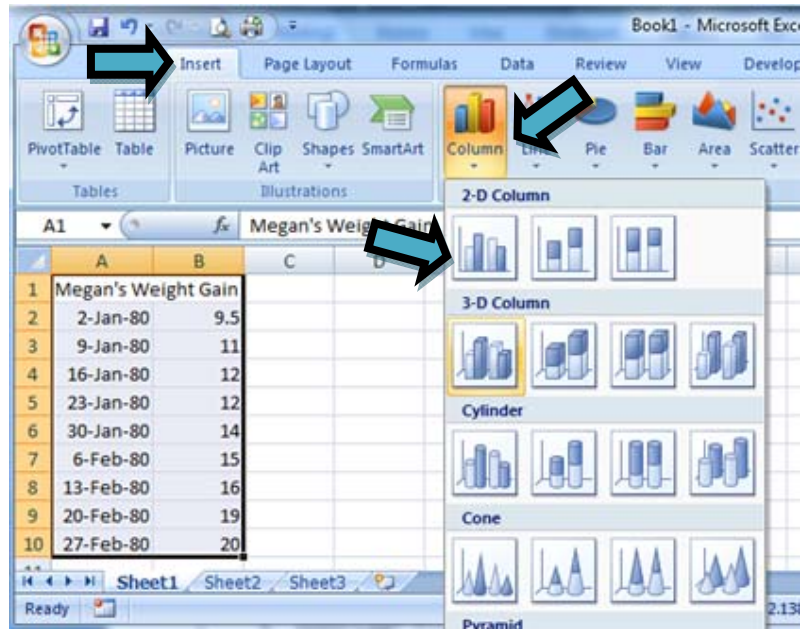 Book1 - Microsoft Exce
Insert Page Layout Formulas Data Review View Develop
PivotTable Table Picture Clip Art Shapes SmartArt Column Line Pie Bar Area Scatter
Tables Illustrations
A1 fx Megan's Weight Gain
2-D Column
A B C D
1 Megan's Weight Gain
2 2-Jan-80 9.5
3 9-Jan-80 11
4 16-Jan-80 12
5 23-Jan-80 12
6 30-Jan-80 14
7 6-Feb-80 15
8 13-Feb-80 16
9 20-Feb-80 19
10 27-Feb-80 20
3-D Column
Cylinder
Cone
Pyramid
Sheet1 Sheet2 Sheet3
Ready
2.138